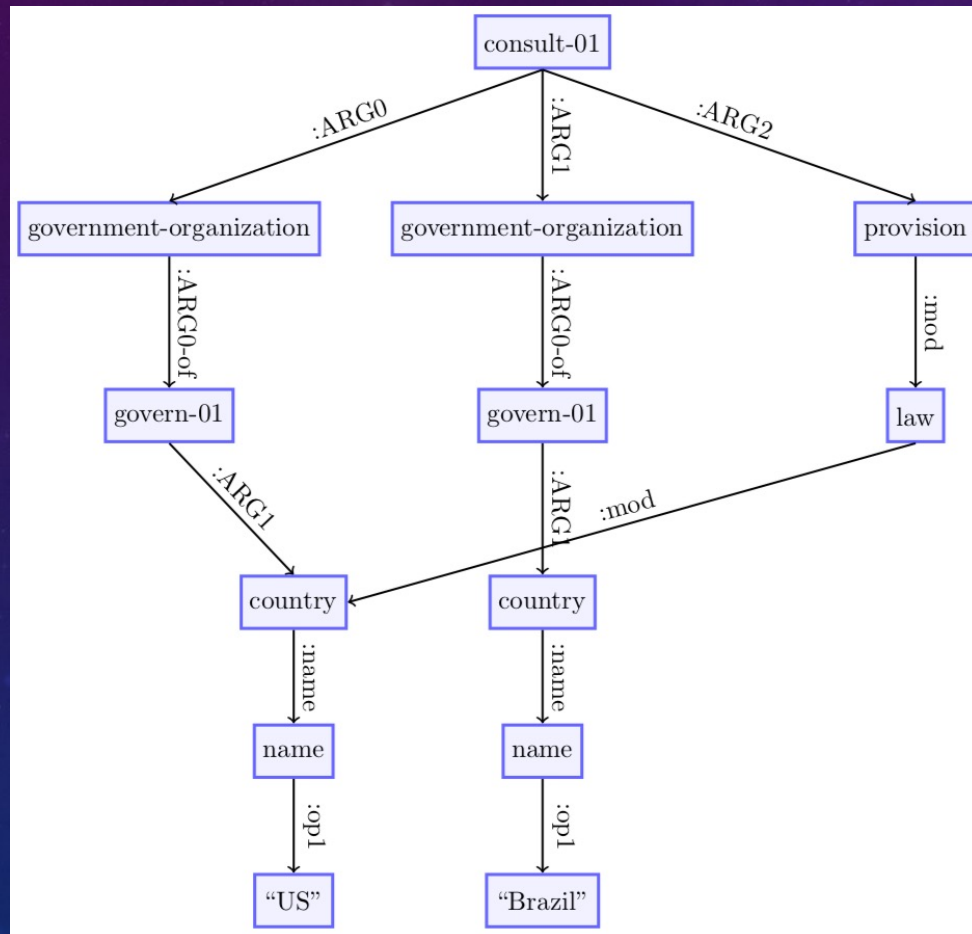 consult-01
:ARG0
:ARG1
:ARG2
government-organization
government-organization
provision
:ARG0-of
:ARG0-of
:mod
govern-01
govern-01
law
:ARG1
:ARG1
:mod
country
country
:name
:name
name
name
:op1
:op1
“US”
“Brazil”